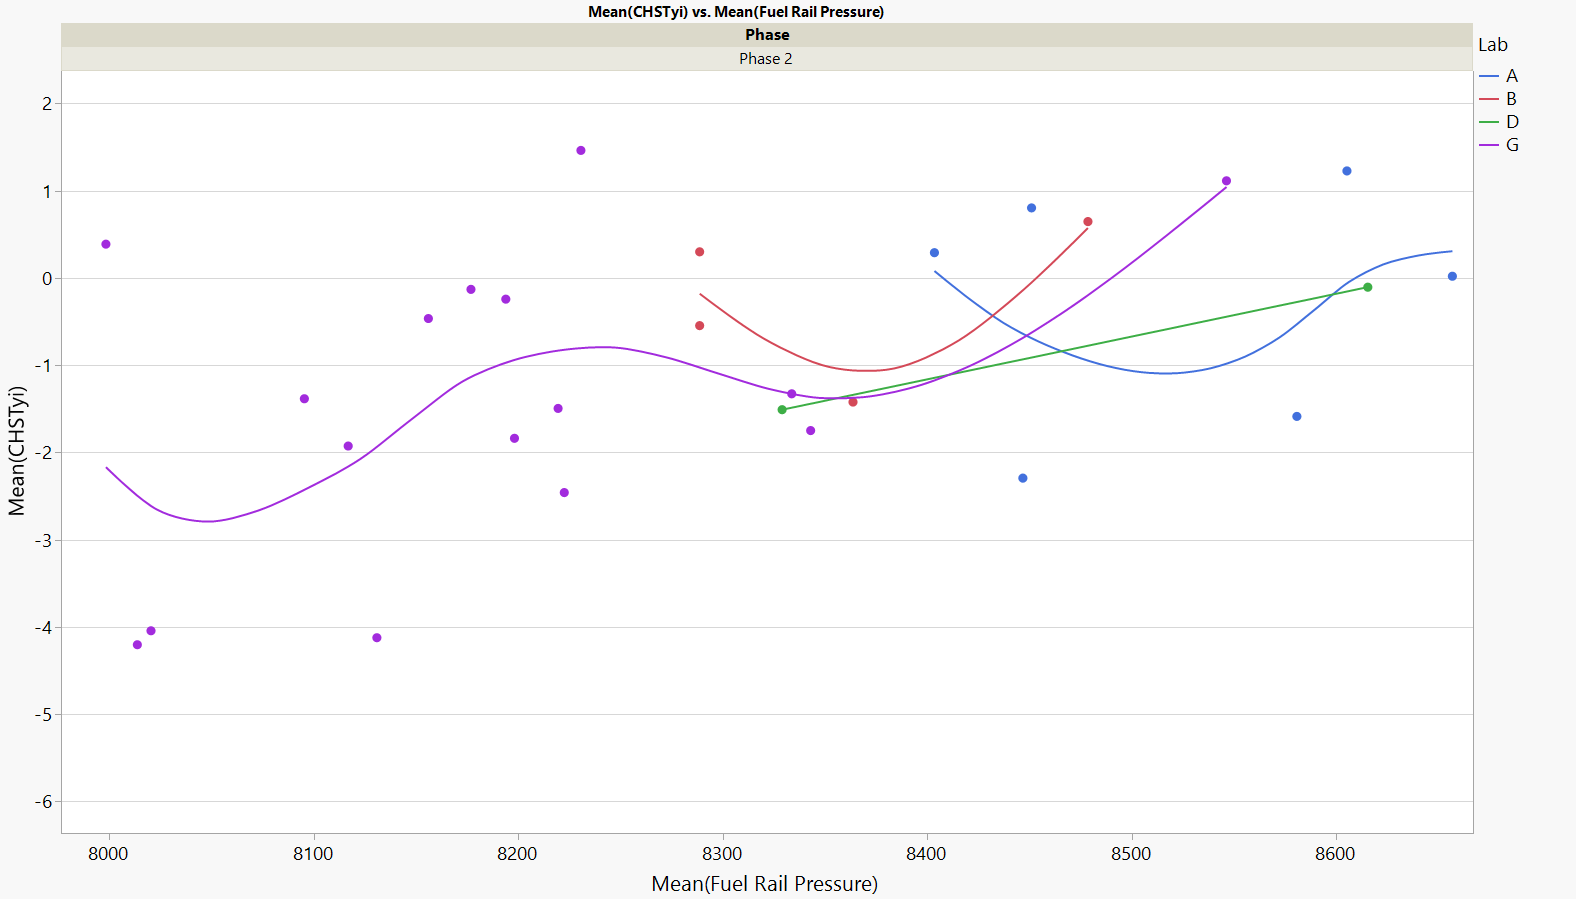 Mean(CHSTyi) vs. Mean(Fuel Rail Pressure)
Phase
Phase 2
Lab
A
B
D
G
2
1
0
-1
-2
-3
-4
-5
-6
Mean(CHSTyi)
8000 8100 8200 8300 8400 8500 8600
Mean(Fuel Rail Pressure)